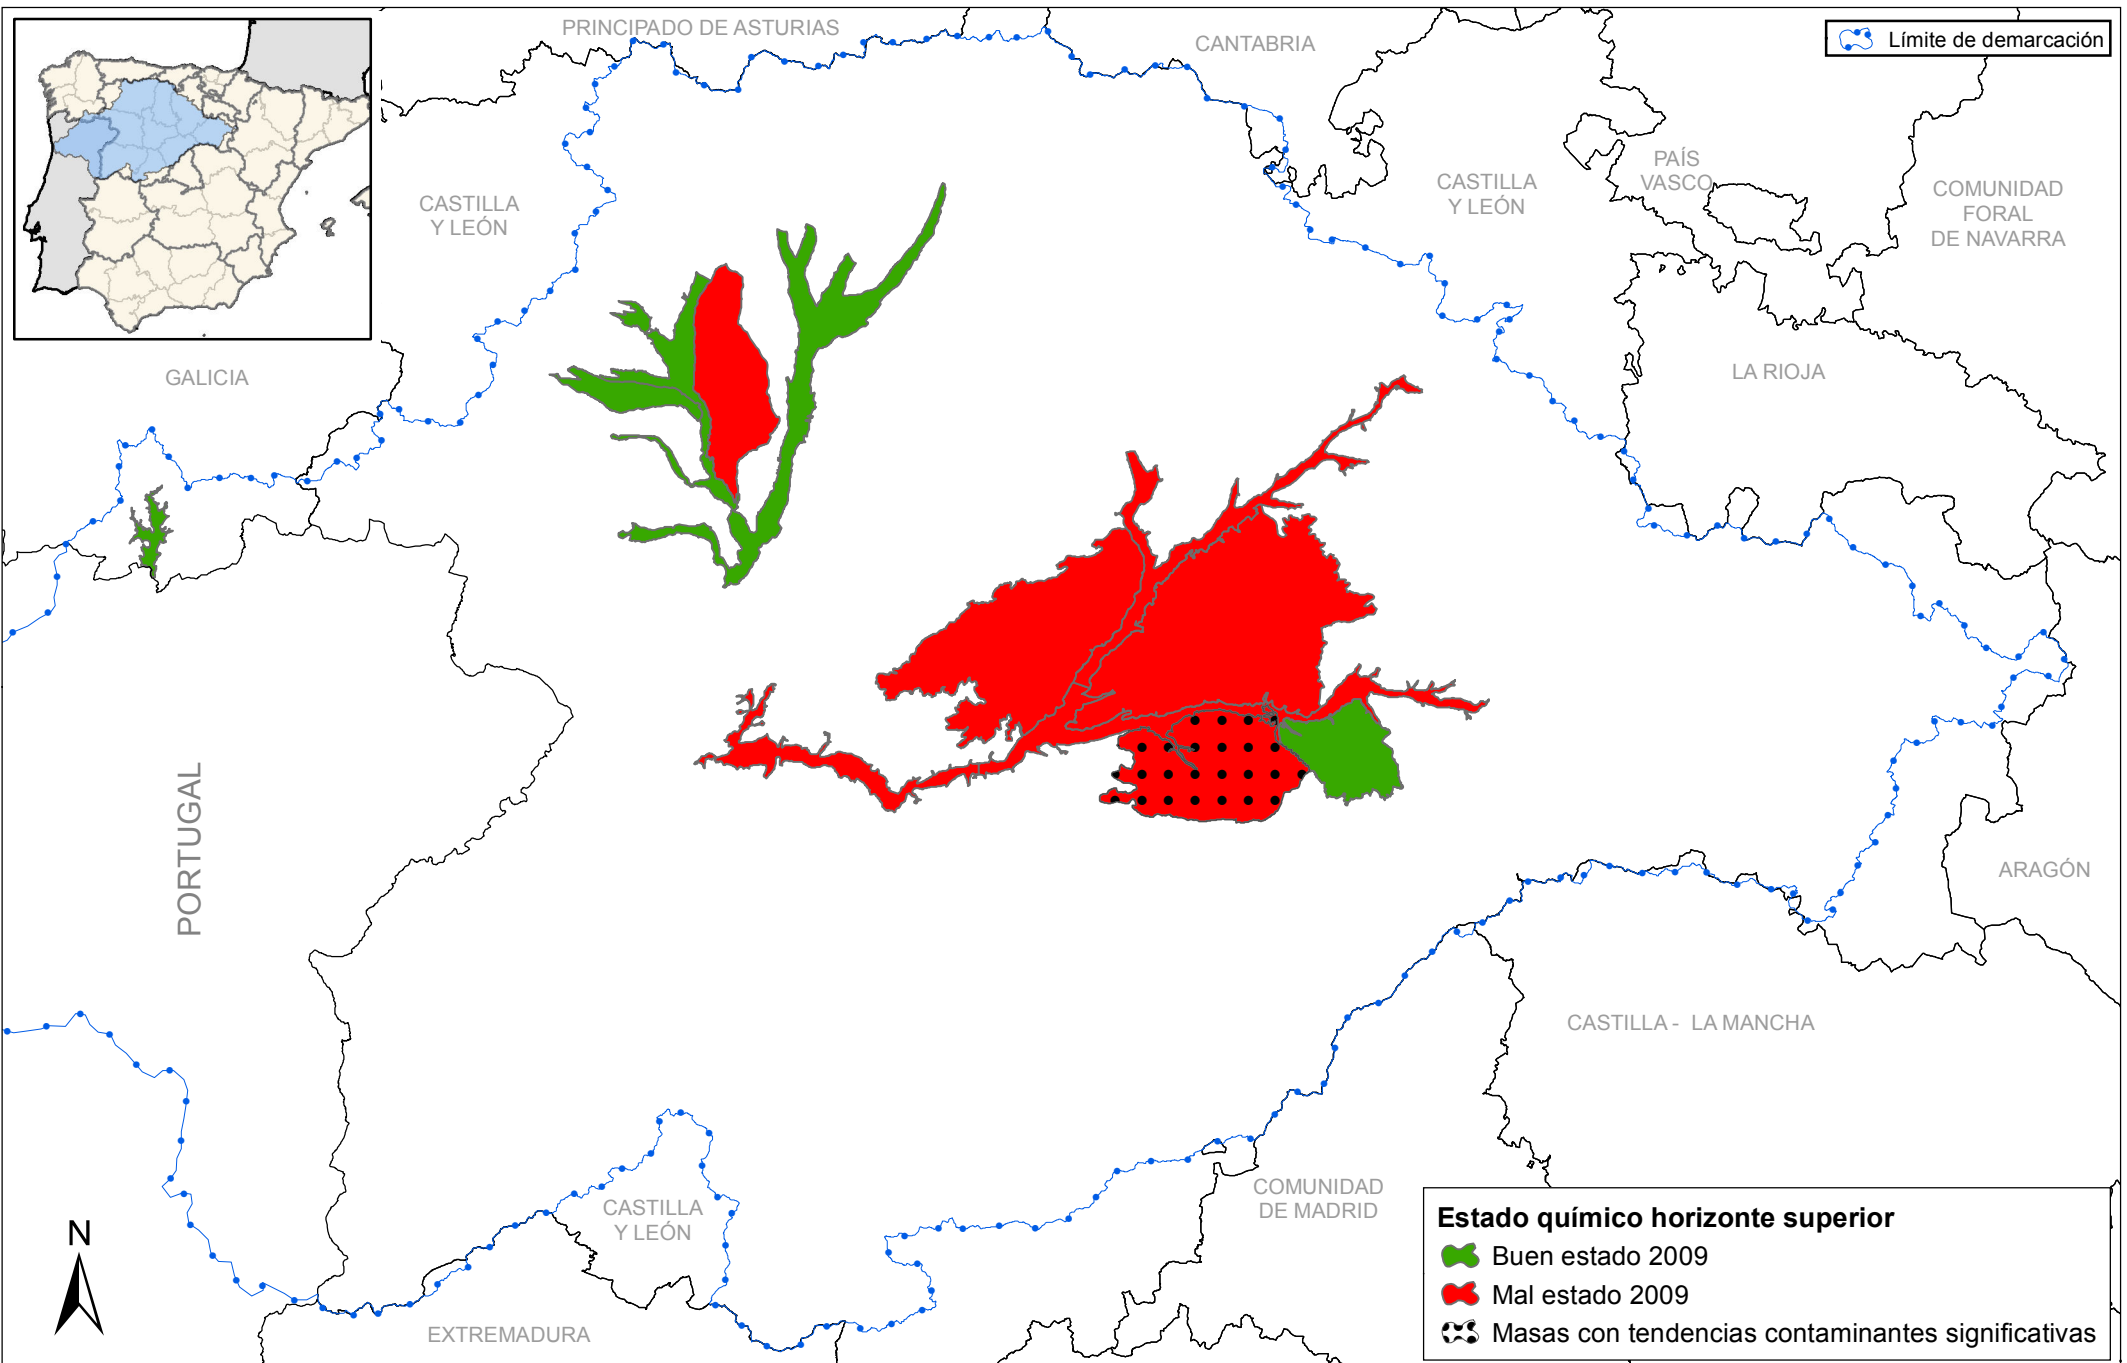 PRINCIPADO DE ASTURIAS
CANTABRIA
Límite de demarcación
CASTILLA
Y LEÓN
CASTILLA
Y LEÓN
PAÍS
VASCO
COMUNIDAD
FORAL
DE NAVARRA
GALICIA
LA RIOJA
PORTUGAL
ARAGÓN
CASTILLA - LA MANCHA
CASTILLA
Y LEÓN
COMUNIDAD
DE MADRID
EXTREMADURA
N
Estado químico horizonte superior
Buen estado 2009
Mal estado 2009
Masas con tendencias contaminantes significativas